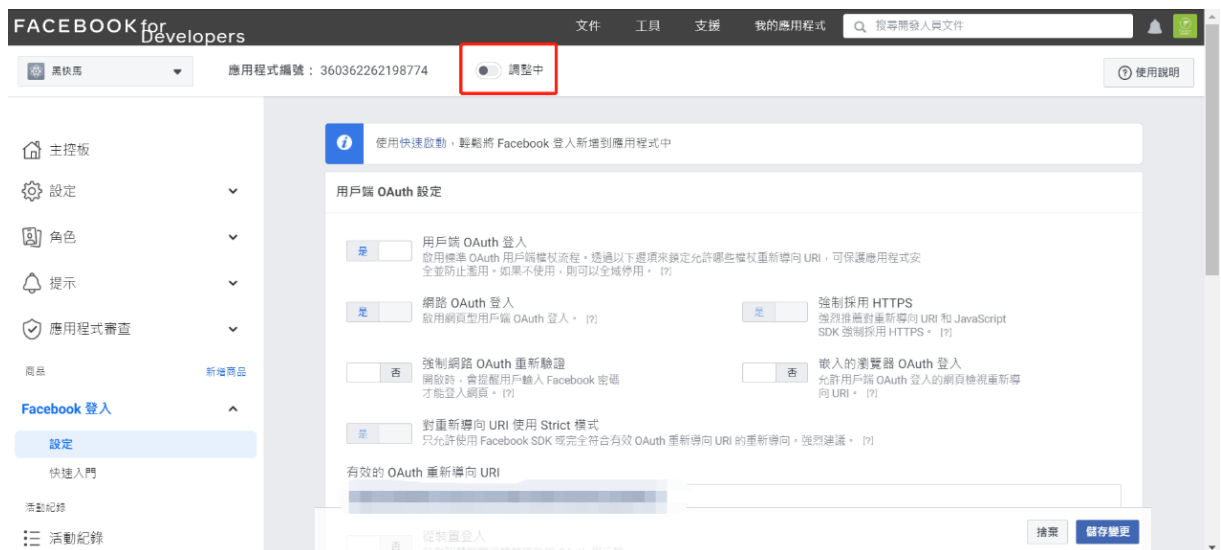 FACEBOOK for Developers
文件 工具 支援 我的應用程式 搜尋開發人員文件
黑快馬 應用程式編號： 360362262198774 調整中 使用說明
主控板
設定
角色
提示
應用程式審查
商品 新增商品
Facebook 登入
設定
快速入門
活動紀錄
活動紀錄
使用快速啟動，輕鬆將 Facebook 登入新增到應用程式中
用戶端 OAuth 設定
是 用戶端 OAuth 登入
啟用標準 OAuth 用戶端權杖流程。透過以下選項來鎖定允許哪些權杖重新導向 URI，可保護應用程式安
全並防止濫用。如果不使用，則可以全域停用。 [?]
是 網路 OAuth 登入
啟用網頁型用戶端 OAuth 登入。 [?]
是 強制採用 HTTPS
強烈推薦對重新導向 URI 和 JavaScript
SDK 強制採用 HTTPS。 [?]
否 強制網路 OAuth 重新驗證
開啟時，會提醒用戶輸入 Facebook 密碼
才能登入網頁。 [?]
否 嵌入的瀏覽器 OAuth 登入
允許用戶端 OAuth 登入的網頁檢視重新導
向 URI。 [?]
是 對重新導向 URI 使用 Strict 模式
只允許使用 Facebook SDK 或完全符合有效 OAuth 重新導向 URI 的重新導向。強烈建議。 [?]
有效的 OAuth 重新導向 URI
否 從裝置登入
捨棄 儲存變更